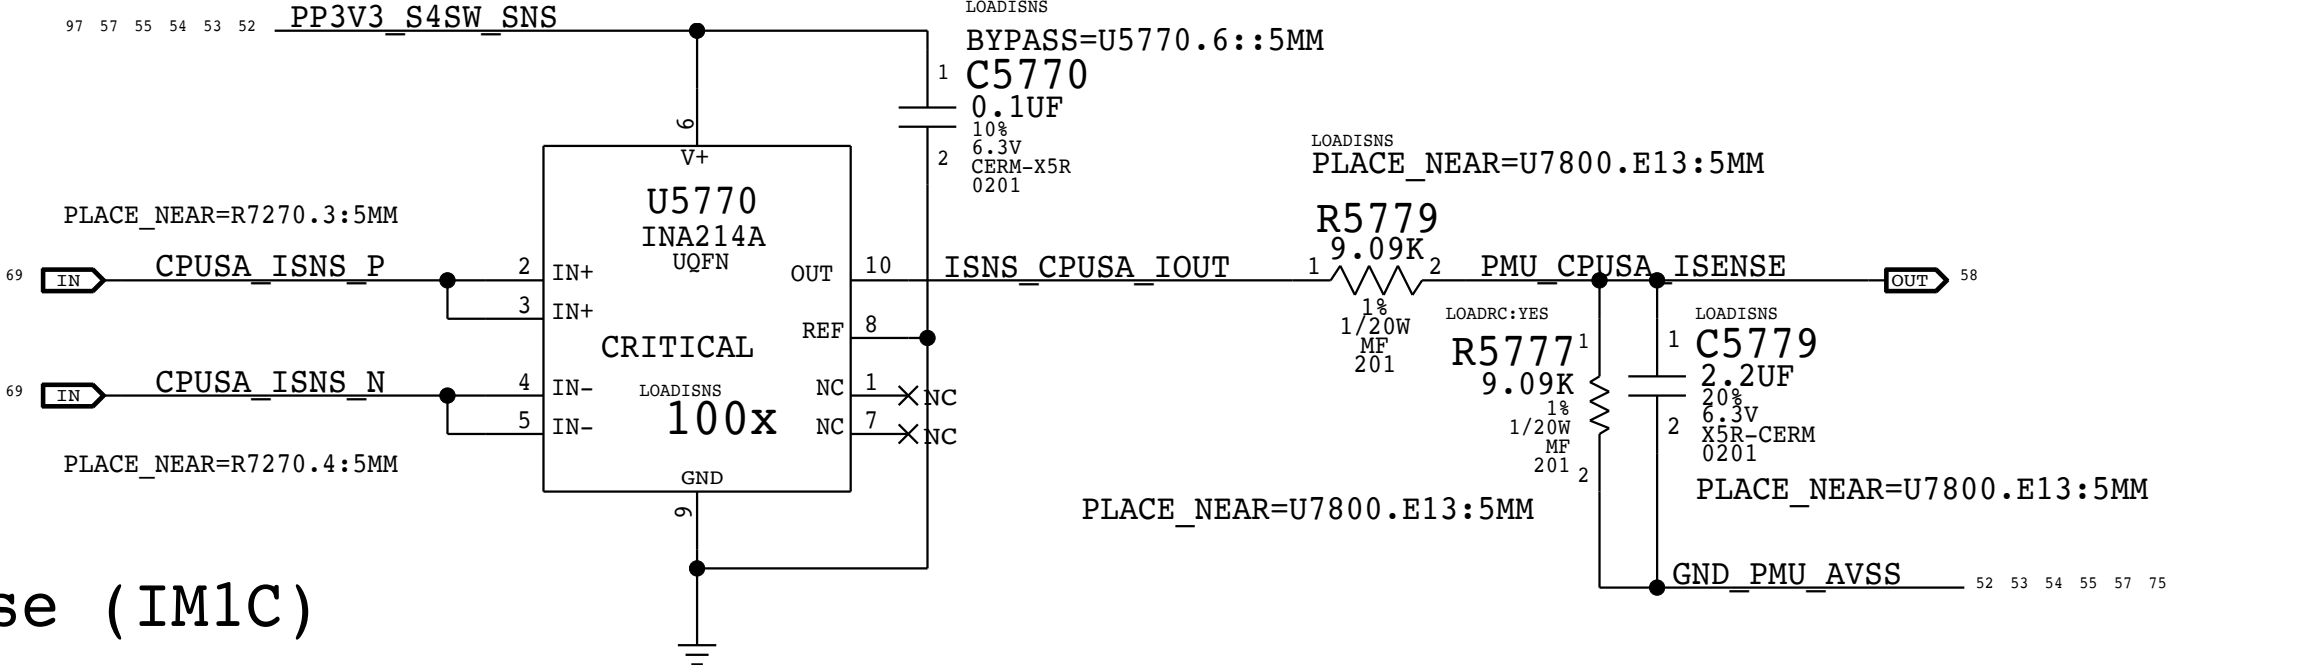 97 57 55 54 53 52 PP3V3_S4SW_SNS
LOADISNS
BYPASS=U5770.6::5MM
1 C5770
0.1UF
10%
6.3V
2 CERM-X5R
0201
6
V+
U5770
INA214A
UQFN
CRITICAL
LOADISNS
100x
GND
9
PLACE_NEAR=R7270.3:5MM
69 IN CPUSA_ISNS_P 2 IN+
3 IN+
69 IN CPUSA_ISNS_N 4 IN-
5 IN-
PLACE_NEAR=R7270.4:5MM
OUT 10 ISNS_CPUSA_IOUT
REF 8
NC 1 NC
NC 7 NC
LOADISNS
PLACE_NEAR=U7800.E13:5MM
R5779
9.09K
1 2
1%
1/20W
MF
201
PMU_CPUSA_ISENSE OUT 58
LOADRC:YES
R5777 1
9.09K
1%
1/20W
MF
201 2
PLACE_NEAR=U7800.E13:5MM
LOADISNS
1 C5779
2.2UF
20%
6.3V
2 X5R-CERM
0201
PLACE_NEAR=U7800.E13:5MM
GND_PMU_AVSS 52 53 54 55 57 75
se (IM1C)